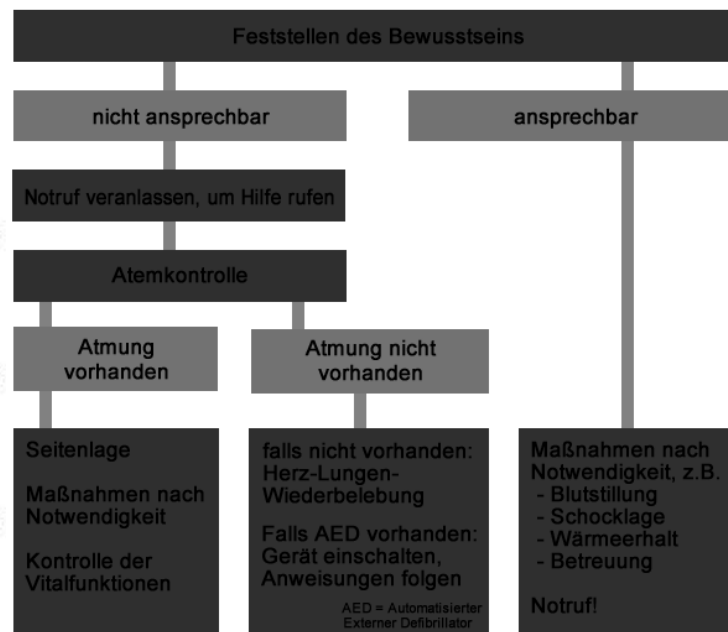 Feststellen des Bewusstseins
nicht ansprechbar
ansprechbar
Notruf veranlassen, um Hilfe rufen
Atemkontrolle
Atmung
vorhanden
Atmung nicht
vorhanden
Seitenlage
Maßnahmen nach
Notwendigkeit
Kontrolle der
Vitalfunktionen
falls nicht vorhanden:
Herz-Lungen-
Wiederbelebung
Falls AED vorhanden:
Gerät einschalten,
Anweisungen folgen
AED = Automatisierter
Externer Defibrillator
Maßnahmen nach
Notwendigkeit, z.B.
- Blutstillung
- Schocklage
- Wärmeerhalt
- Betreuung
Notruf!